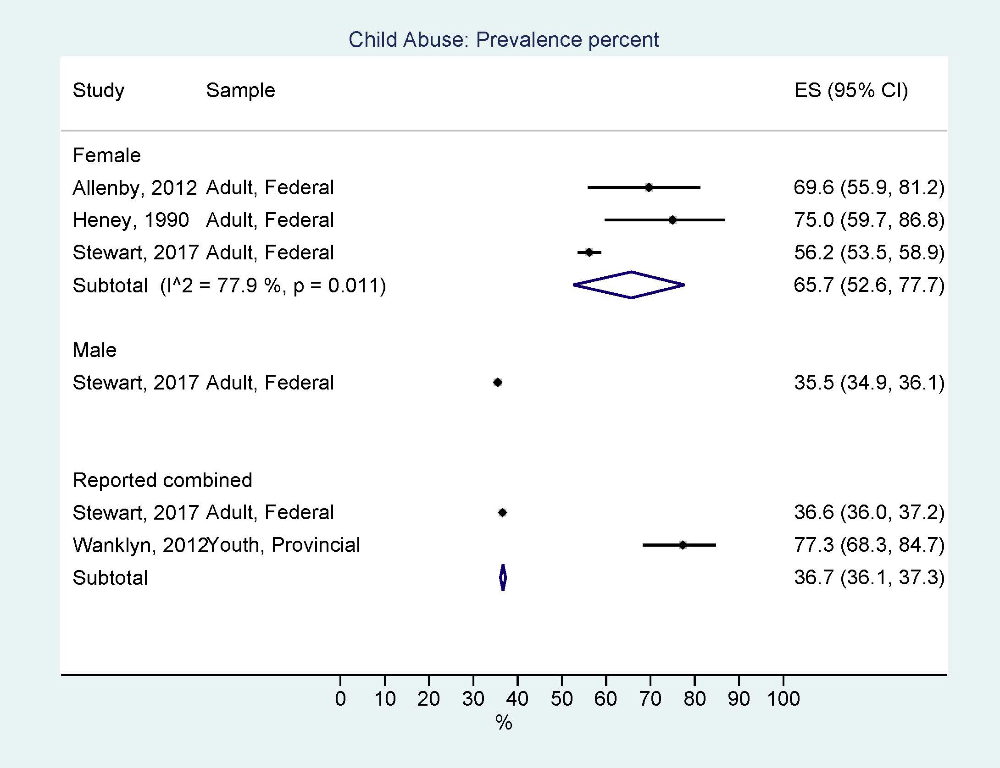 Child Abuse: Prevalence percent
Study Sample ES (95% CI)
Female
Allenby, 2012 Adult, Federal 69.6 (55.9, 81.2)
Heney, 1990 Adult, Federal 75.0 (59.7, 86.8)
Stewart, 2017 Adult, Federal 56.2 (53.5, 58.9)
Subtotal (I^2 = 77.9 %, p = 0.011) 65.7 (52.6, 77.7)
Male
Stewart, 2017 Adult, Federal 35.5 (34.9, 36.1)
Reported combined
Stewart, 2017 Adult, Federal 36.6 (36.0, 37.2)
Wanklyn, 2012 Youth, Provincial 77.3 (68.3, 84.7)
Subtotal 36.7 (36.1, 37.3)
0 10 20 30 40 50 60 70 80 90 100
%